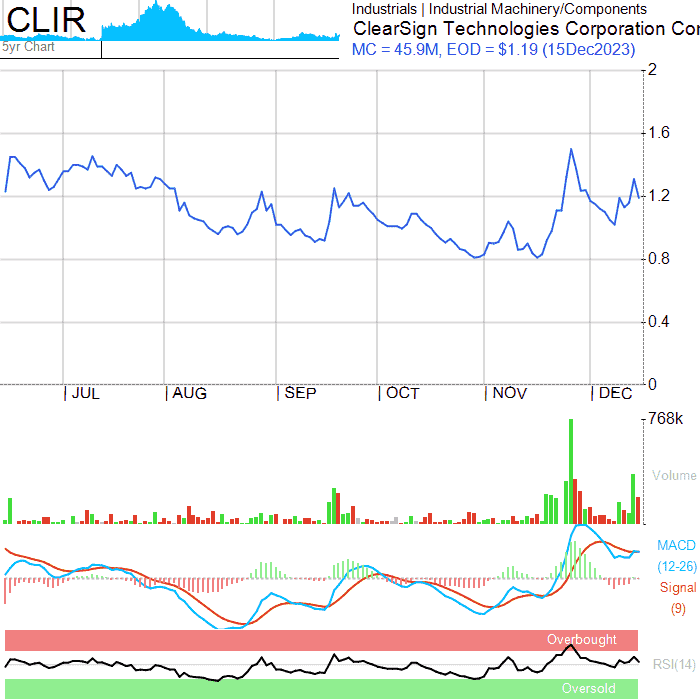 CLIR
5yr Chart
Industrials | Industrial Machinery/Components
ClearSign Technologies Corporation Cor
MC = 45.9M, EOD = $1.19 (15Dec2023)
2
1.6
1.2
0.8
0.4
0
| JUL | AUG | SEP | OCT | NOV | DEC
768k
Volume
MACD
(12-26)
Signal
(9)
Overbought
RSI(14)
Oversold